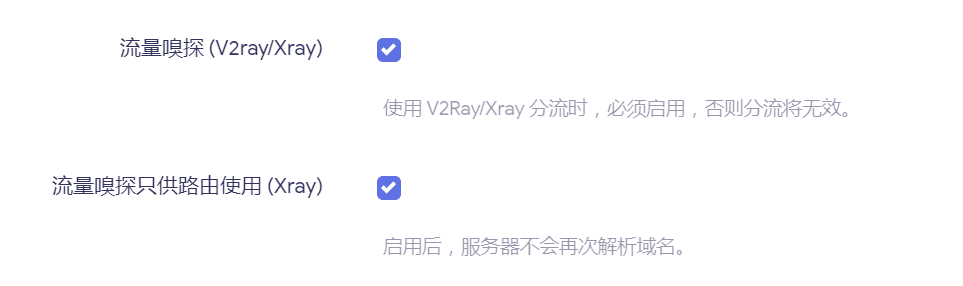 流量嗅探 (V2ray/Xray)
使用 V2Ray/Xray 分流时，必须启用，否则分流将无效。
流量嗅探只供路由使用 (Xray)
启用后，服务器不会再次解析域名。